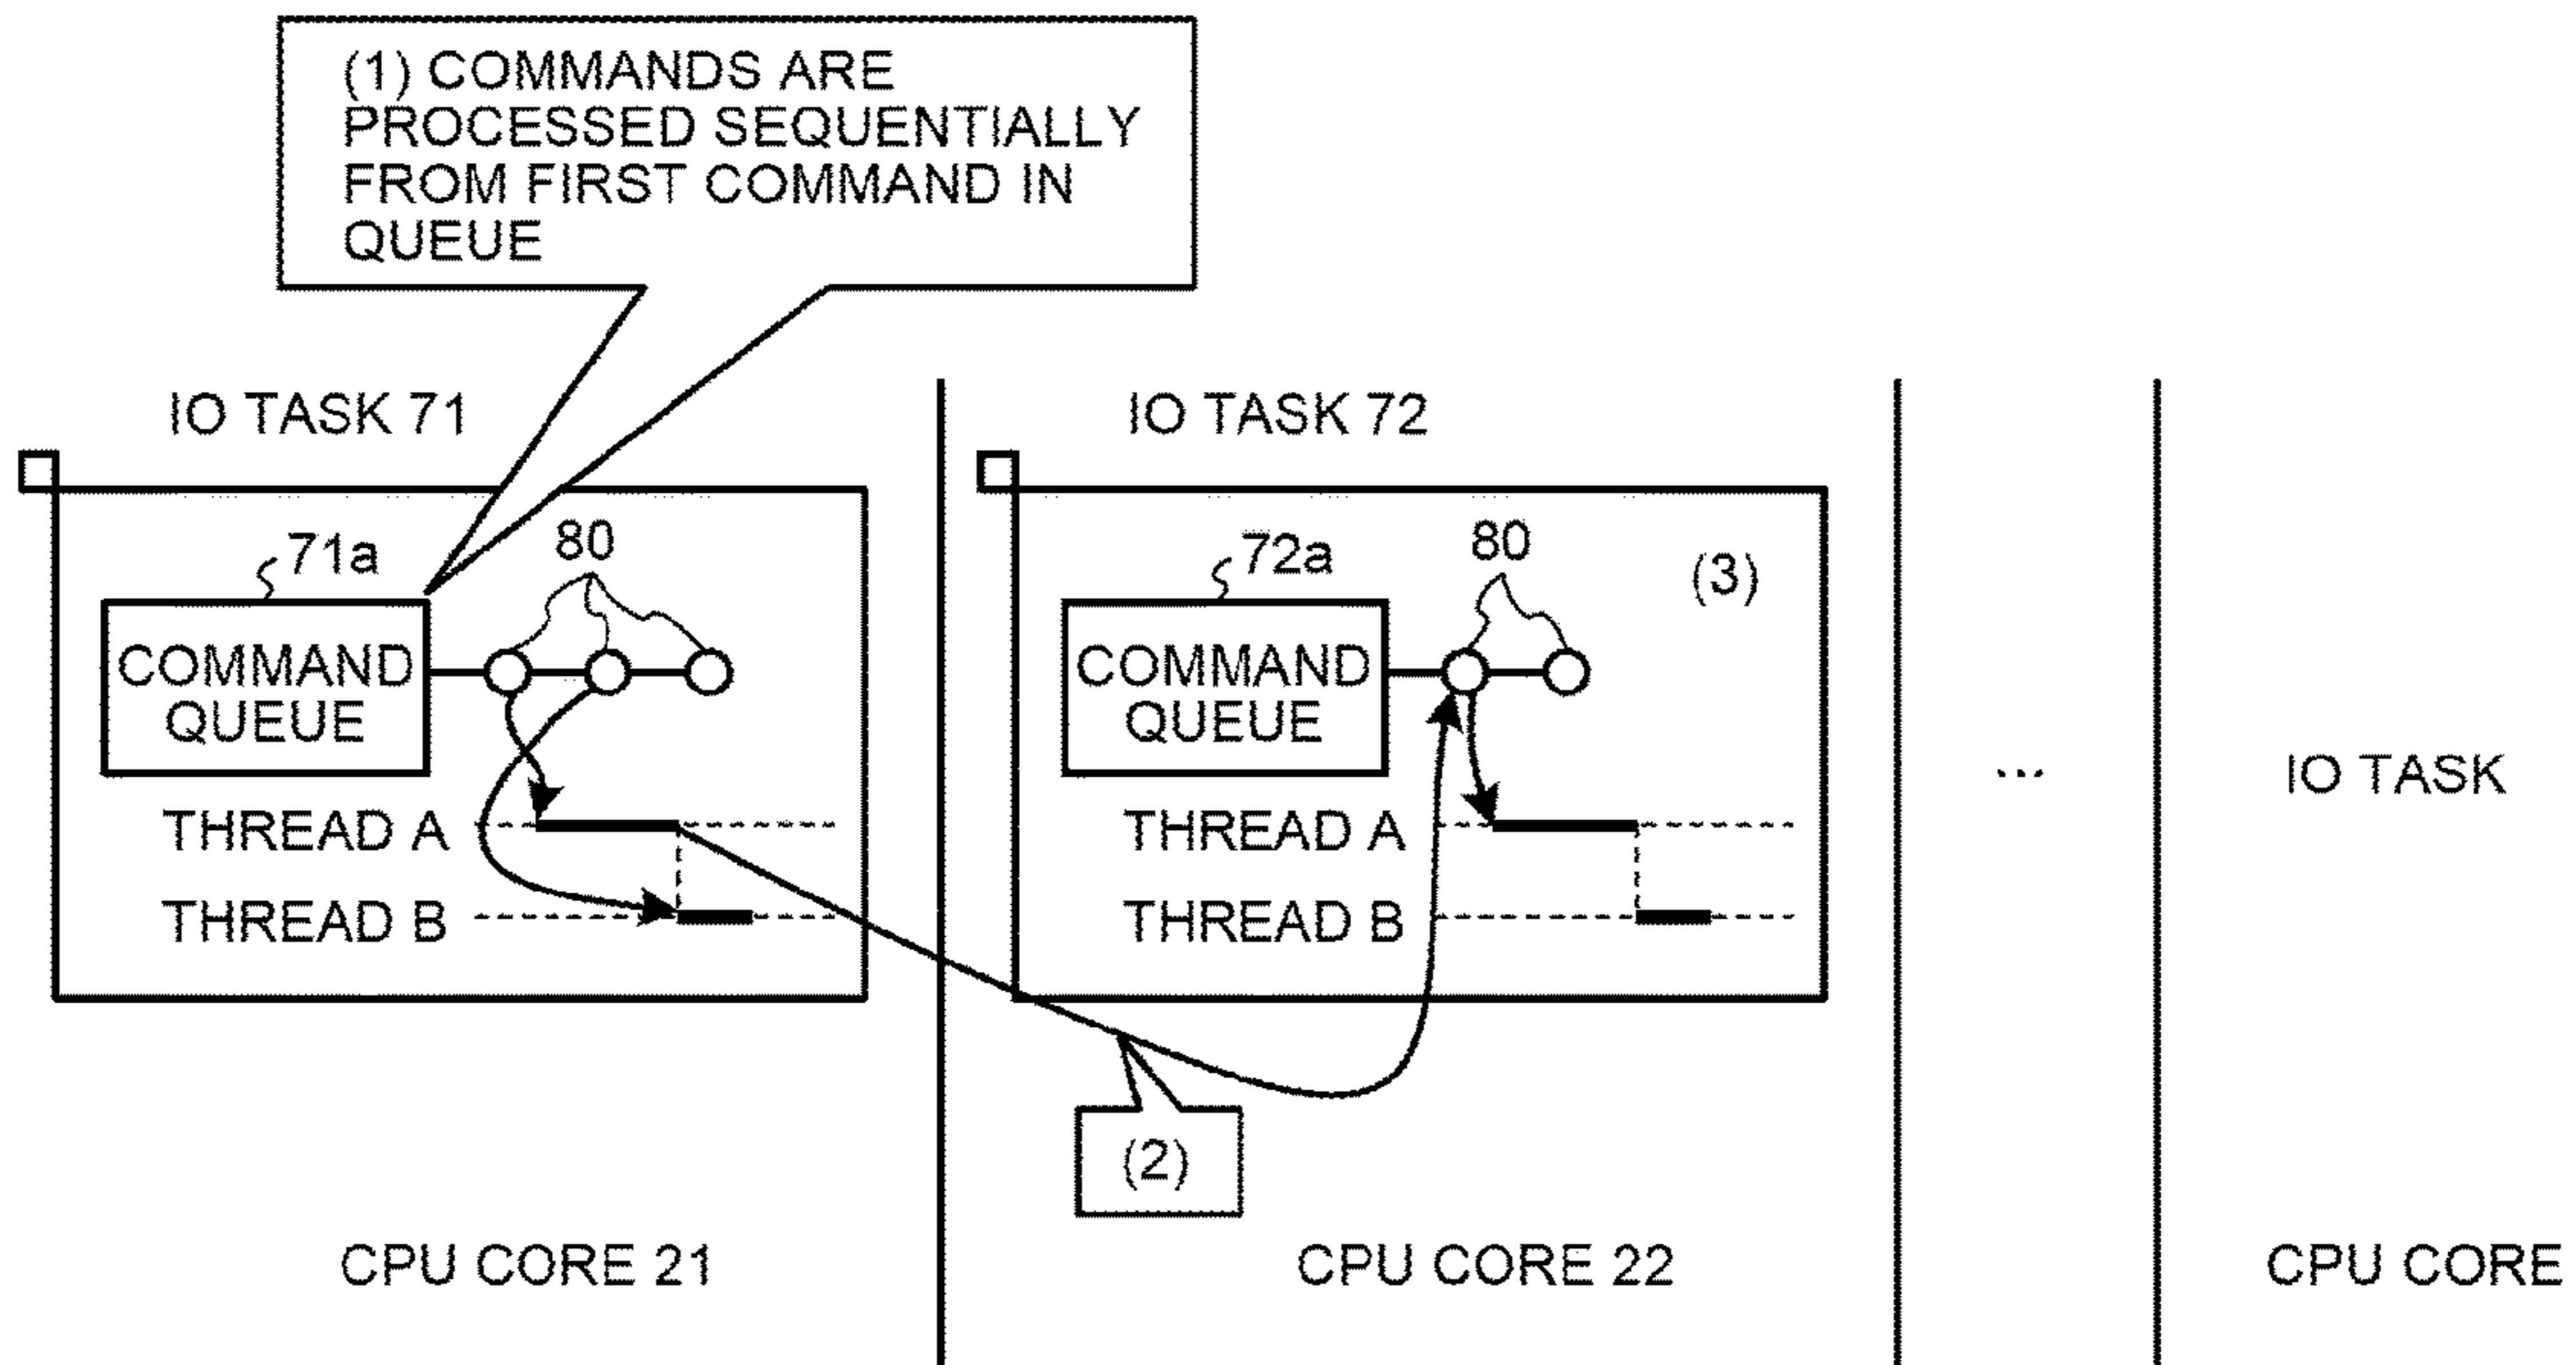 (1) COMMANDS ARE
PROCESSED SEQUENTIALLY
FROM FIRST COMMAND IN
QUEUE
IO TASK 71
71a
80
COMMAND
QUEUE
THREAD A
THREAD B
CPU CORE 21
IO TASK 72
72a
80
(3)
COMMAND
QUEUE
THREAD A
THREAD B
(2)
CPU CORE 22
...
IO TASK
CPU CORE